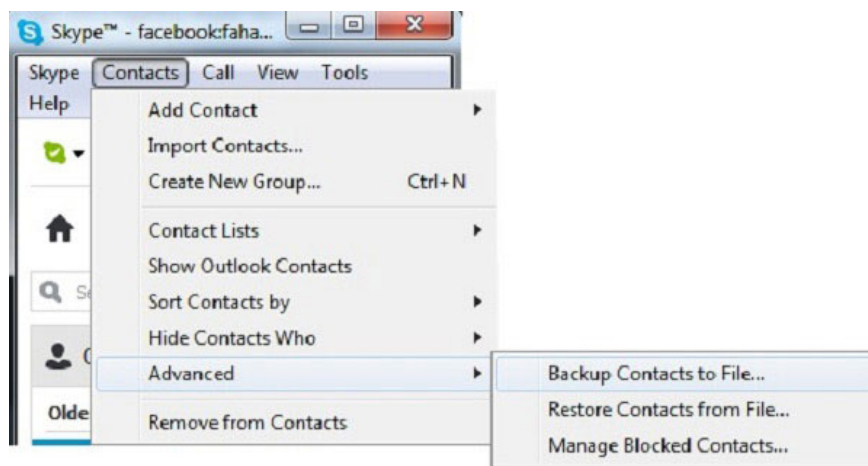 Skype™ - facebook:faha...
Skype Contacts Call View Tools
Help
Add Contact
Import Contacts...
Create New Group... Ctrl+N
Contact Lists
Show Outlook Contacts
Sort Contacts by
Hide Contacts Who
Advanced
Remove from Contacts
Olde
Backup Contacts to File...
Restore Contacts from File...
Manage Blocked Contacts...